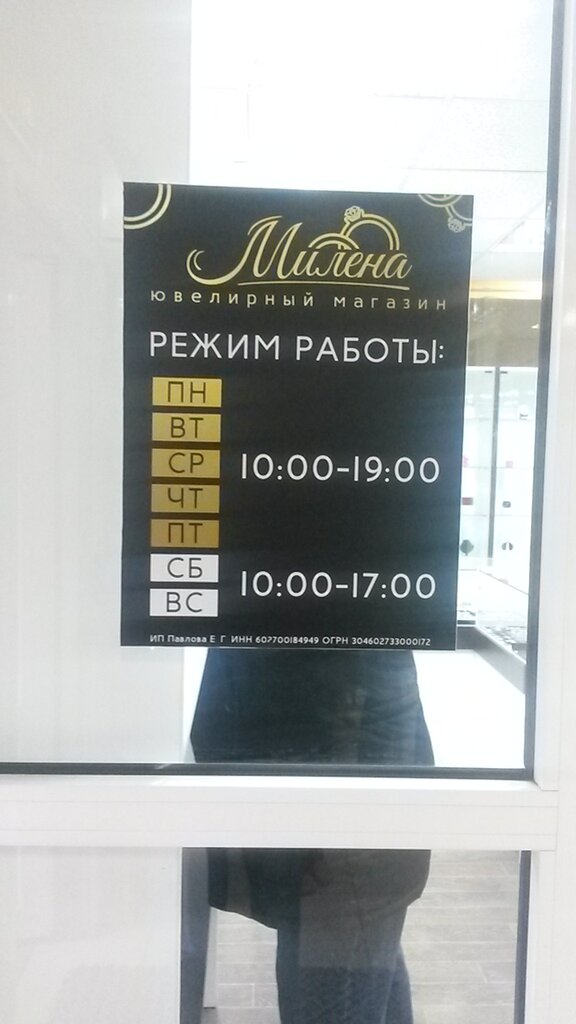 Милена
ювелирный магазин
РЕЖИМ РАБОТЫ:
ПН
ВТ
СР 10:00-19:00
ЧТ
ПТ
СБ
ВС 10:00-17:00
ИП Павлова Е Г ИНН 607700184949 ОГРН 304602733000172